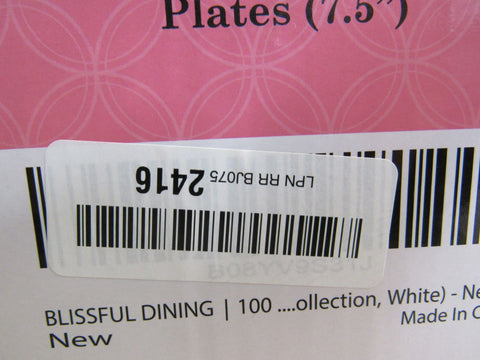 Plates (7.5”)
LPN RR BJ075 2416
BLISSFUL DINING | 100 ....ollection, White) - Ne
Made In C
New